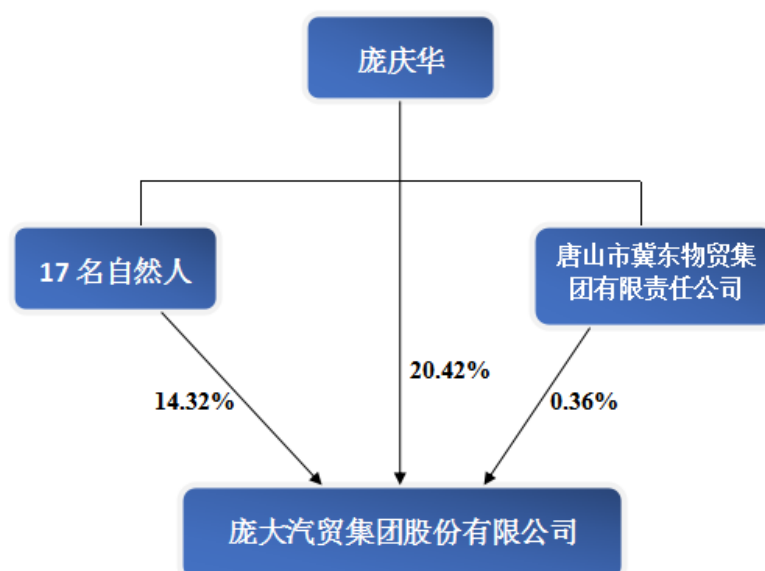 庞庆华
17 名自然人
唐山市冀东物贸集
团有限责任公司
20.42%
14.32%
0.36%
庞大汽贸集团股份有限公司